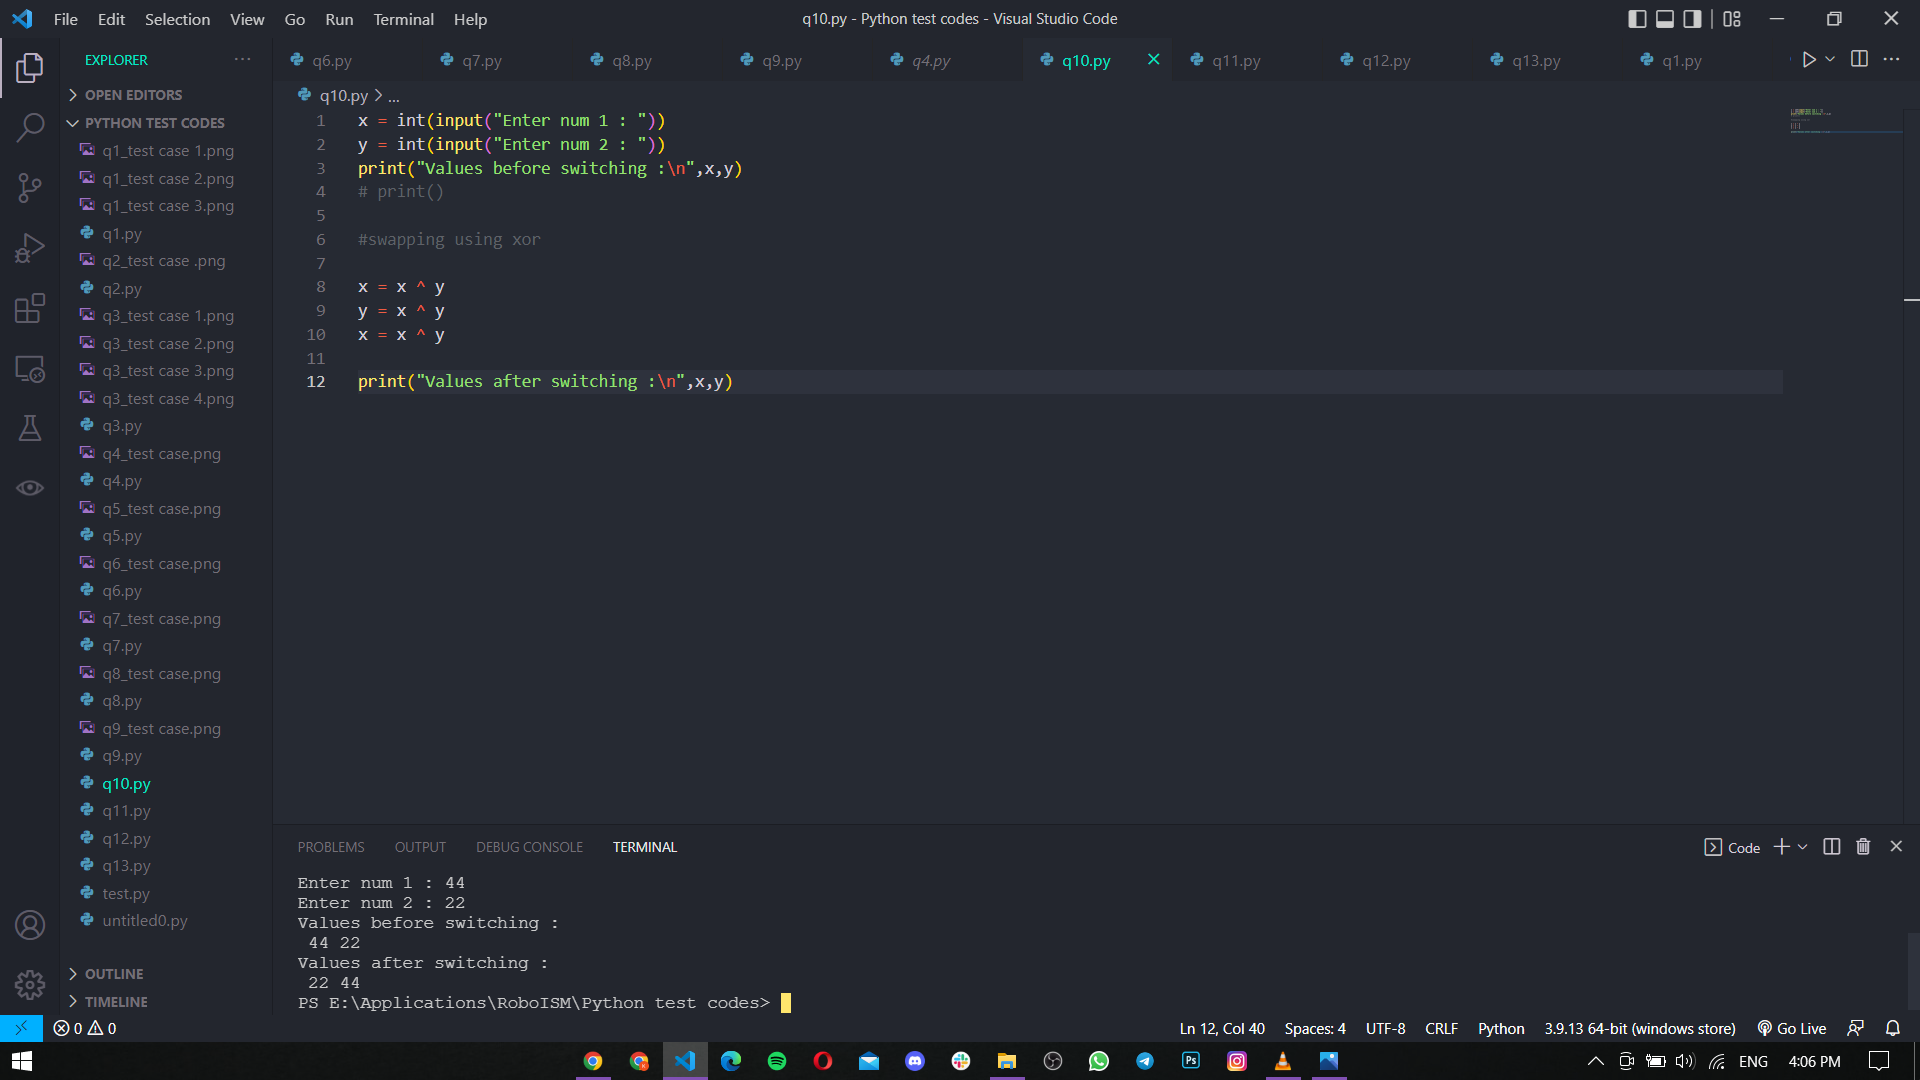 File Edit Selection View Go Run Terminal Help
q10.py - Python test codes - Visual Studio Code
EXPLORER
OPEN EDITORS
PYTHON TEST CODES
q1_test case 1.png
q1_test case 2.png
q1_test case 3.png
q1.py
q2_test case .png
q2.py
q3_test case 1.png
q3_test case 2.png
q3_test case 3.png
q3_test case 4.png
q3.py
q4_test case.png
q4.py
q5_test case.png
q5.py
q6_test case.png
q6.py
q7_test case.png
q7.py
q8_test case.png
q8.py
q9_test case.png
q9.py
q10.py
q11.py
q12.py
q13.py
test.py
untitled0.py
OUTLINE
TIMELINE
q6.py q7.py q8.py q9.py q4.py q10.py q11.py q12.py q13.py q1.py
q10.py > ...
1 x = int(input("Enter num 1 : "))
2 y = int(input("Enter num 2 : "))
3 print("Values before switching :\n",x,y)
4 # print()
5
6 #swapping using xor
7
8 x = x ^ y
9 y = x ^ y
10 x = x ^ y
11
12 print("Values after switching :\n",x,y)
PROBLEMS OUTPUT DEBUG CONSOLE TERMINAL
Code
Enter num 1 : 44
Enter num 2 : 22
Values before switching :
44 22
Values after switching :
22 44
PS E:\Applications\RoboISM\Python test codes>
0 0
Ln 12, Col 40 Spaces: 4 UTF-8 CRLF Python 3.9.13 64-bit (windows store) Go Live
Ps
ENG 4:06 PM